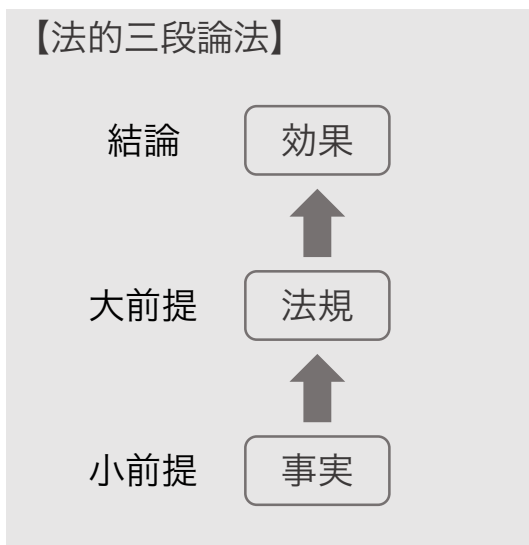 【法的三段論法】
結論 効果
大前提 法規
小前提 事実